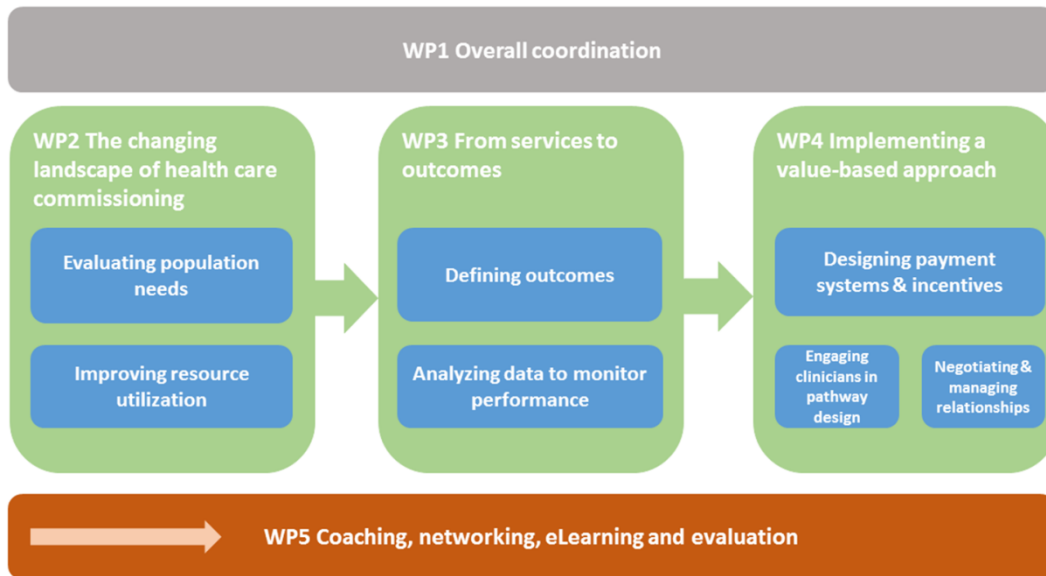 WP1 Overall coordination
WP2 The changing
landscape of health care
commissioning
Evaluating population
needs
Improving resource
utilization
WP3 From services to
outcomes
Defining outcomes
Analyzing data to monitor
performance
WP4 Implementing a
value-based approach
Designing payment
systems & incentives
Engaging
clinicians in
pathway
design
Negotiating &
managing
relationships
WP5 Coaching, networking, eLearning and evaluation